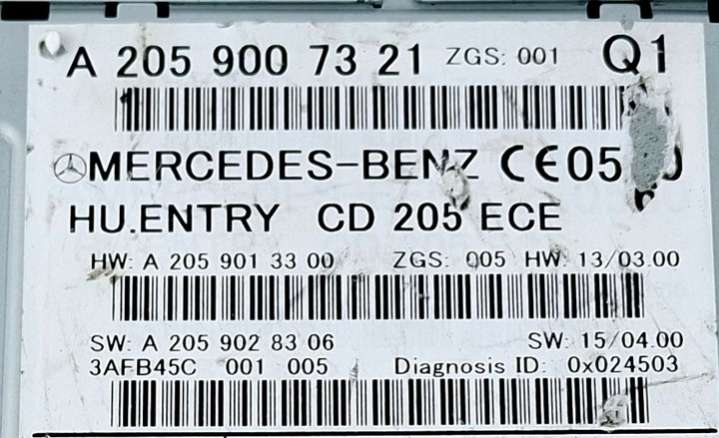 A 205 900 73 21 ZGS: 001 Q1
MERCEDES-BENZ
HU.ENTRY CD 205 ECE
HW: A 205 901 33 00 ZGS: 005 HW: 13/03.00
SW: A 205 902 83 06 SW: 15/04.00
3AFB45C 001 005 Diagnosis ID: 0x024503